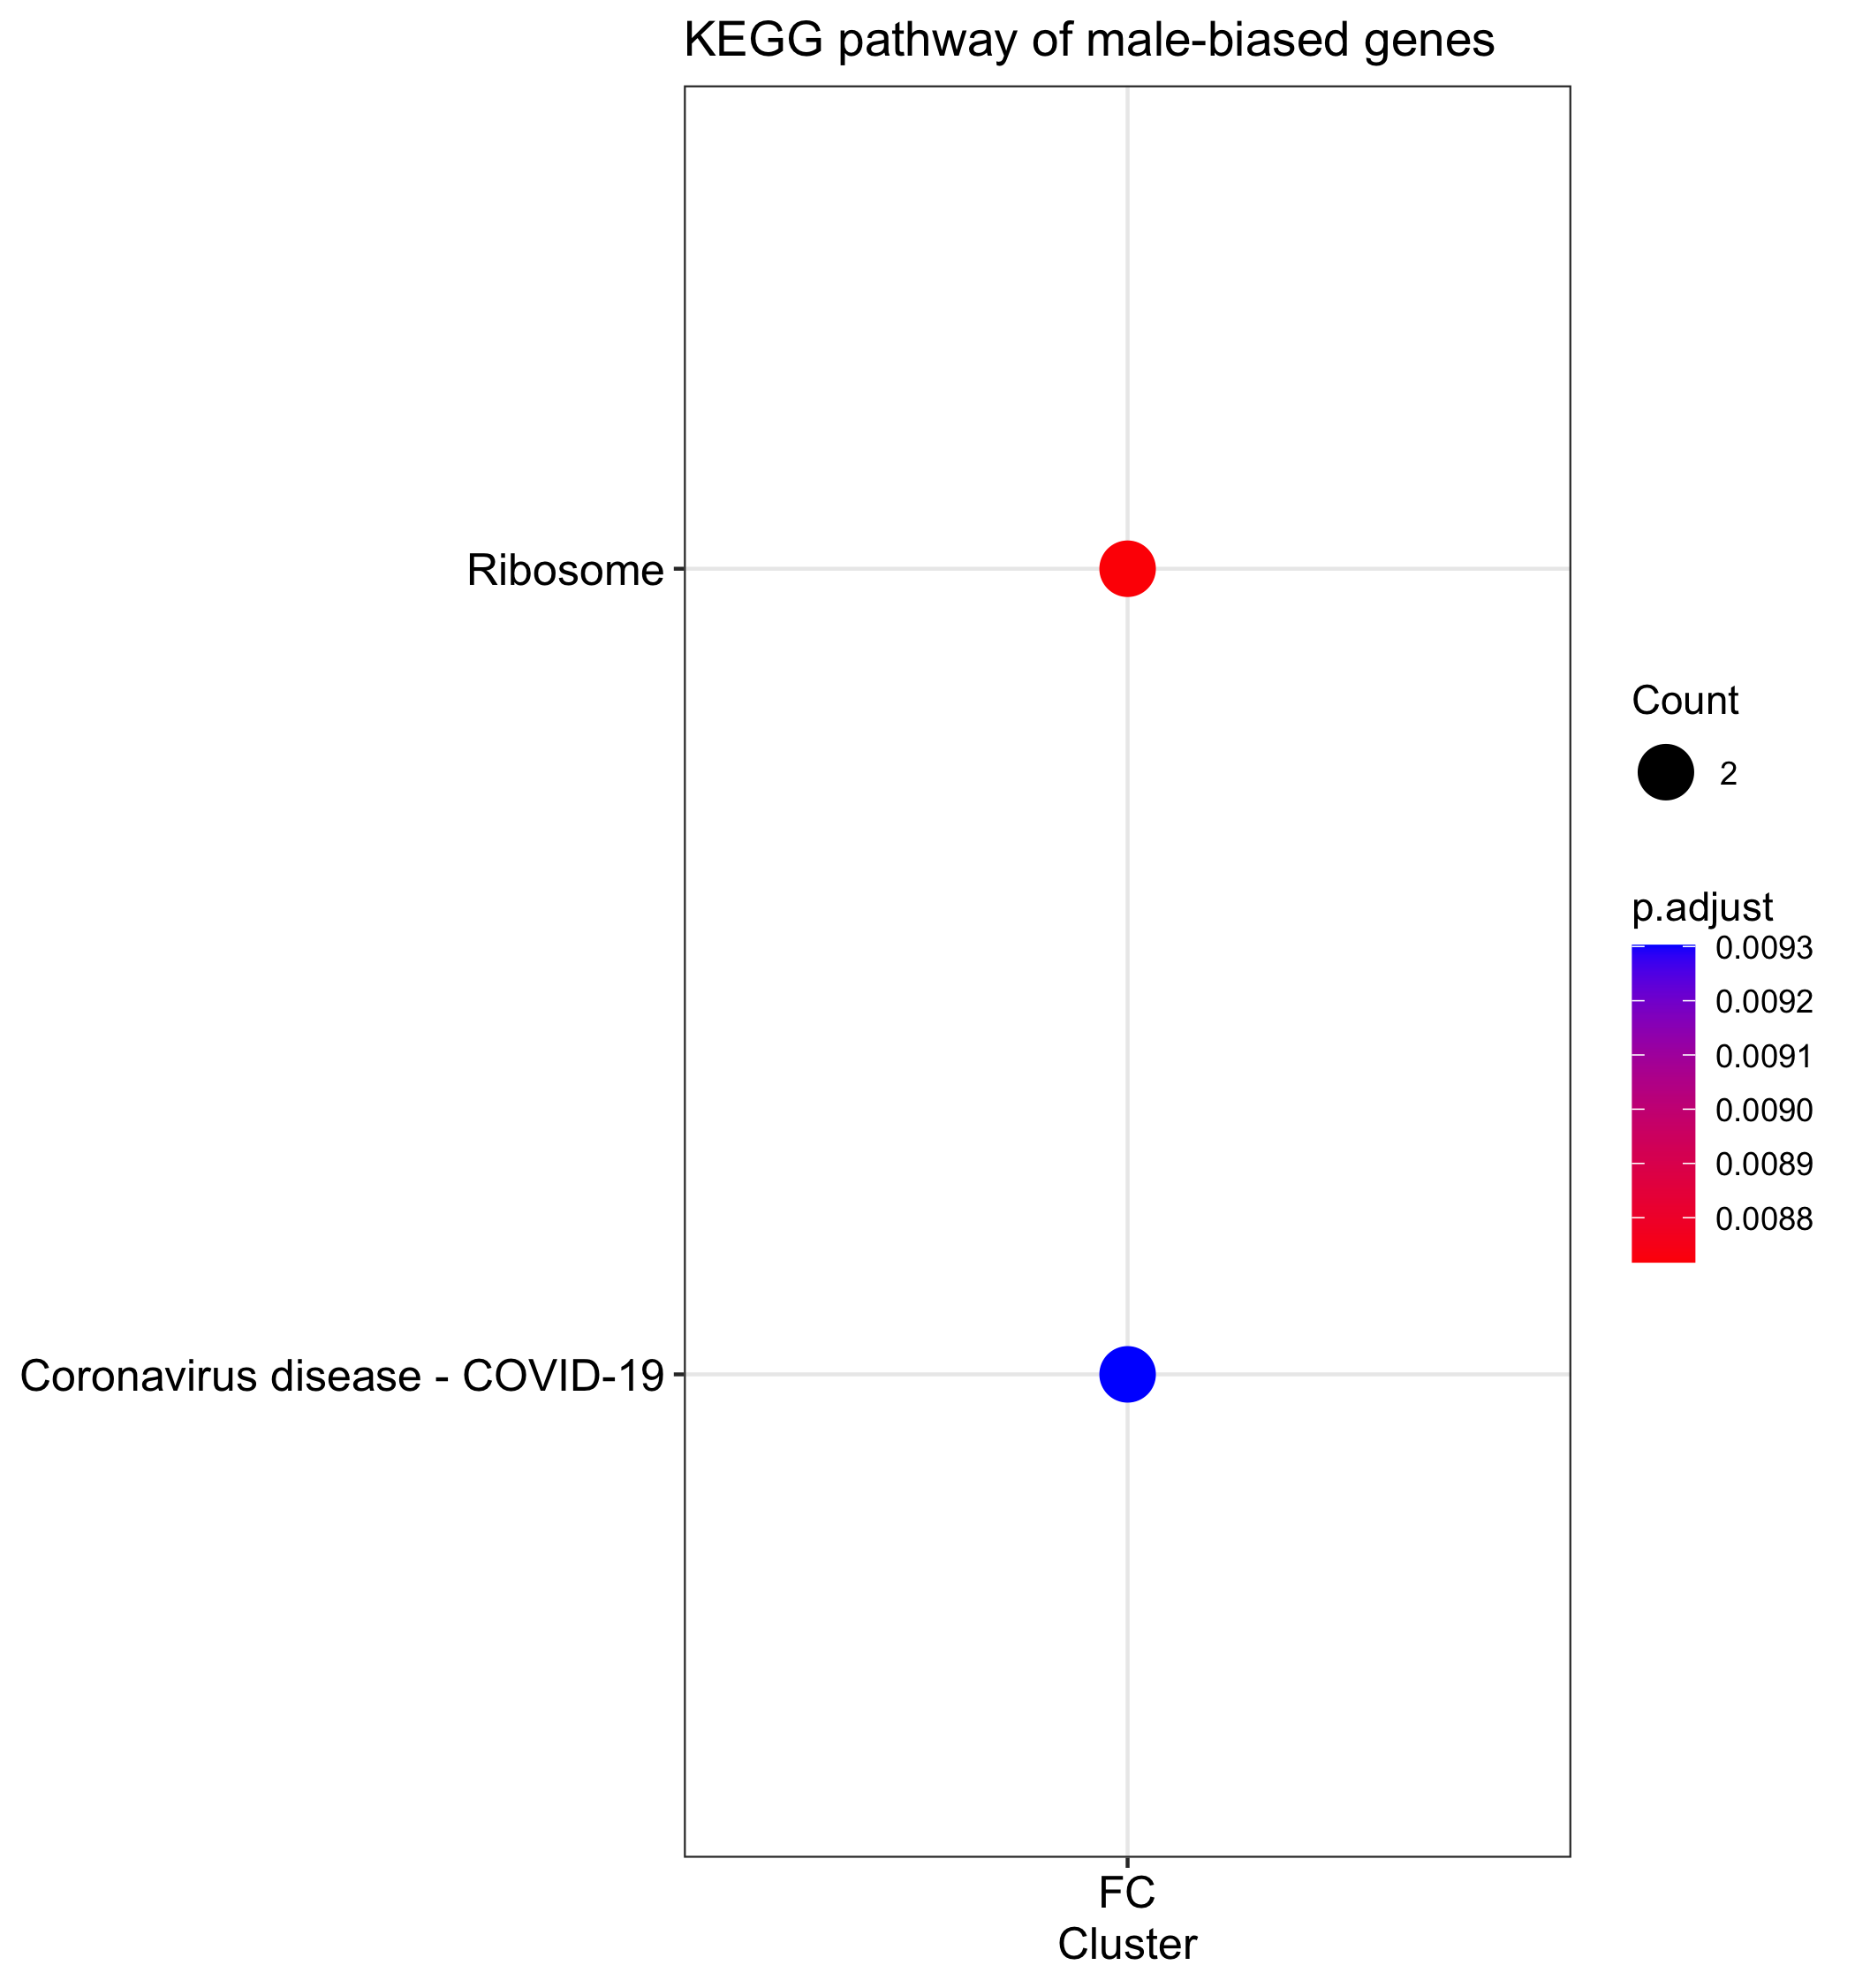 KEGG pathway of male-biased genes
Ribosome
Coronavirus disease - COVID-19
FC
Cluster
Count
2
p.adjust
0.0093
0.0092
0.0091
0.0090
0.0089
0.0088